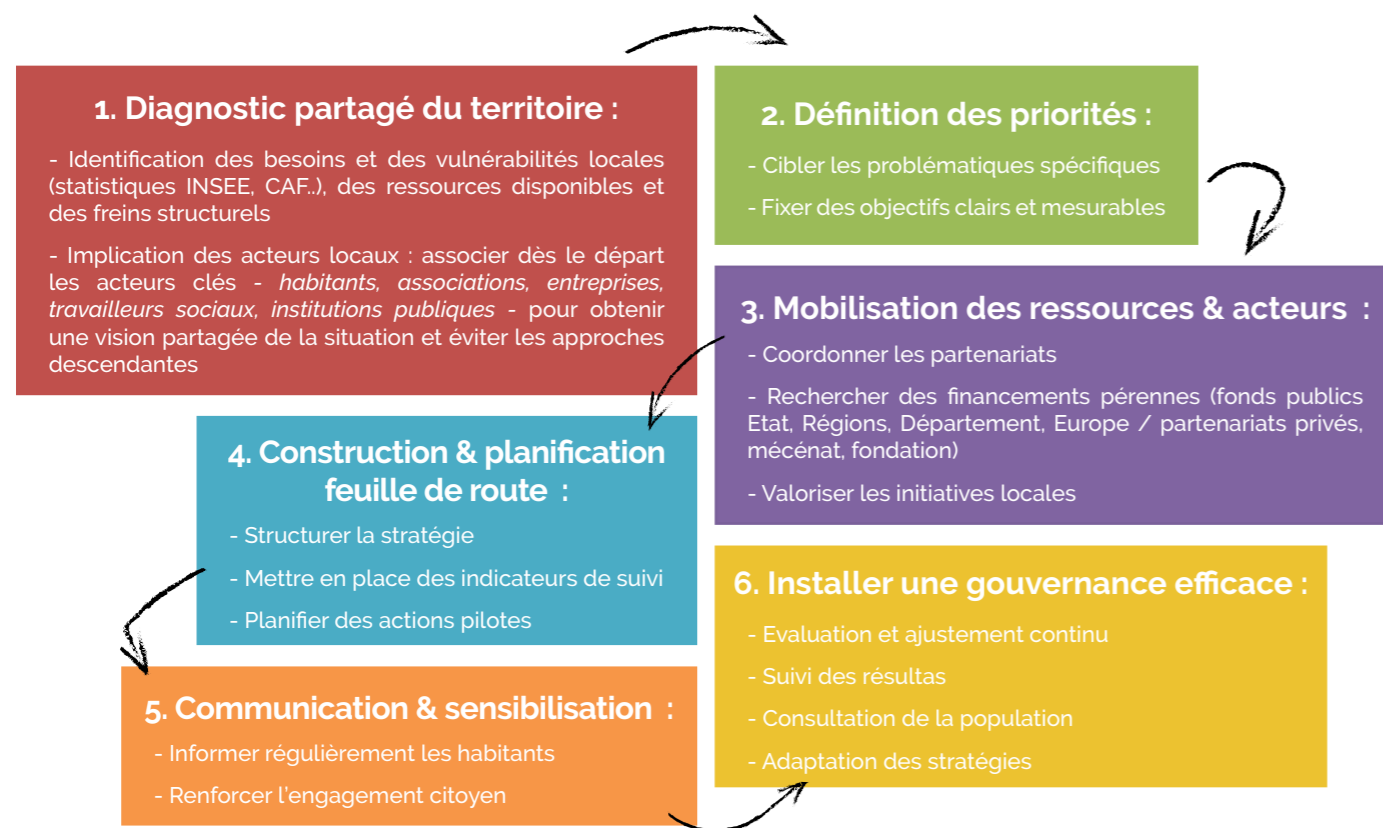 1. Diagnostic partagé du territoire :
- Identification des besoins et des vulnérabilités locales
(statistiques INSEE, CAF..), des ressources disponibles et
des freins structurels
- Implication des acteurs locaux : associer dès le départ
les acteurs clés - habitants, associations, entreprises,
travailleurs sociaux, institutions publiques - pour obtenir
une vision partagée de la situation et éviter les approches
descendantes
2. Définition des priorités :
- Cibler les problématiques spécifiques
- Fixer des objectifs clairs et mesurables
3. Mobilisation des ressources & acteurs :
- Coordonner les partenariats
- Rechercher des financements pérennes (fonds publics
Etat, Régions, Département, Europe / partenariats privés,
mécénat, fondation)
- Valoriser les initiatives locales
4. Construction & planification
feuille de route :
- Structurer la stratégie
- Mettre en place des indicateurs de suivi
- Planifier des actions pilotes
5. Communication & sensibilisation :
- Informer régulièrement les habitants
- Renforcer l'engagement citoyen
6. Installer une gouvernance efficace :
- Evaluation et ajustement continu
- Suivi des résultas
- Consultation de la population
- Adaptation des stratégies